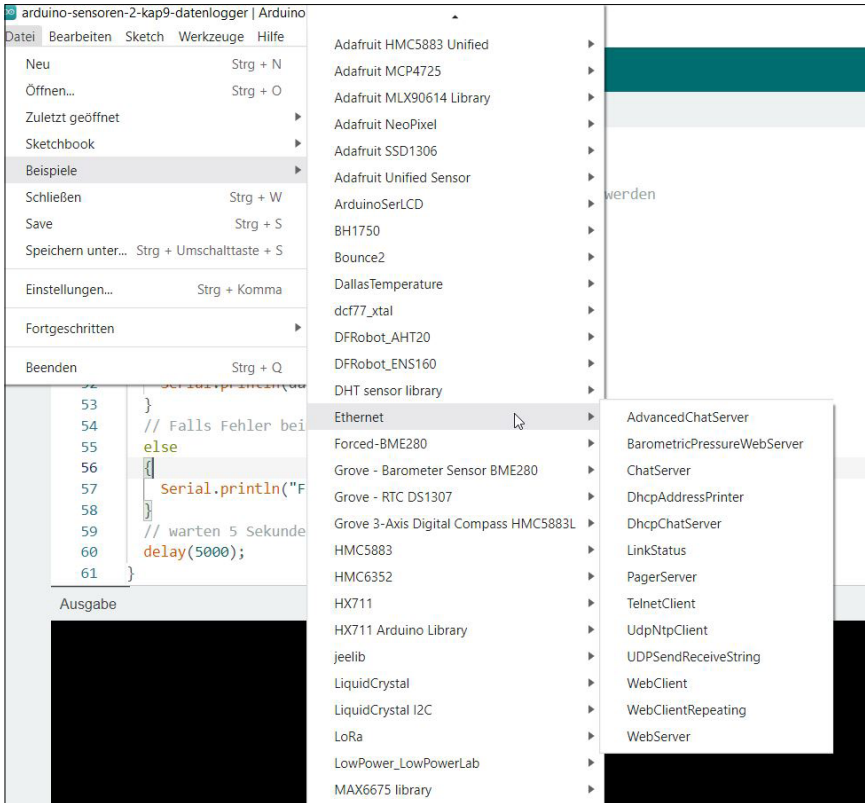 arduino-sensoren-2-kap9-datenlogger | Arduino
Datei Bearbeiten Sketch Werkzeuge Hilfe
Neu Strg + N
Öffnen... Strg + O
Zuletzt geöffnet
Sketchbook
Beispiele
Schließen Strg + W
Save Strg + S
Speichern unter... Strg + Umschalttaste + S
Einstellungen... Strg + Komma
Fortgeschritten
Beenden Strg + Q
Adafruit HMC5883 Unified
Adafruit MCP4725
Adafruit MLX90614 Library
Adafruit NeoPixel
Adafruit SSD1306
Adafruit Unified Sensor
ArduinoSerLCD
BH1750
Bounce2
DallasTemperature
dcf77_xtal
DFRobot_AHT20
DFRobot_ENS160
DHT sensor library
Ethernet
Forced-BME280
Grove - Barometer Sensor BME280
Grove - RTC DS1307
Grove 3-Axis Digital Compass HMC5883L
HMC5883
HMC6352
HX711
HX711 Arduino Library
jeelib
LiquidCrystal
LiquidCrystal I2C
LoRa
LowPower_LowPowerLab
MAX6675 library
AdvancedChatServer
BarometricPressureWebServer
ChatServer
DhcpAddressPrinter
DhcpChatServer
LinkStatus
PagerServer
TelnetClient
UdpNtpClient
UDPSendReceiveString
WebClient
WebClientRepeating
WebServer
werden
53 }
54 // Falls Fehler bei
55 else
56 {
57 Serial.println("F
58 }
59 // warten 5 Sekunde
60 delay(5000);
61 }
Ausgabe